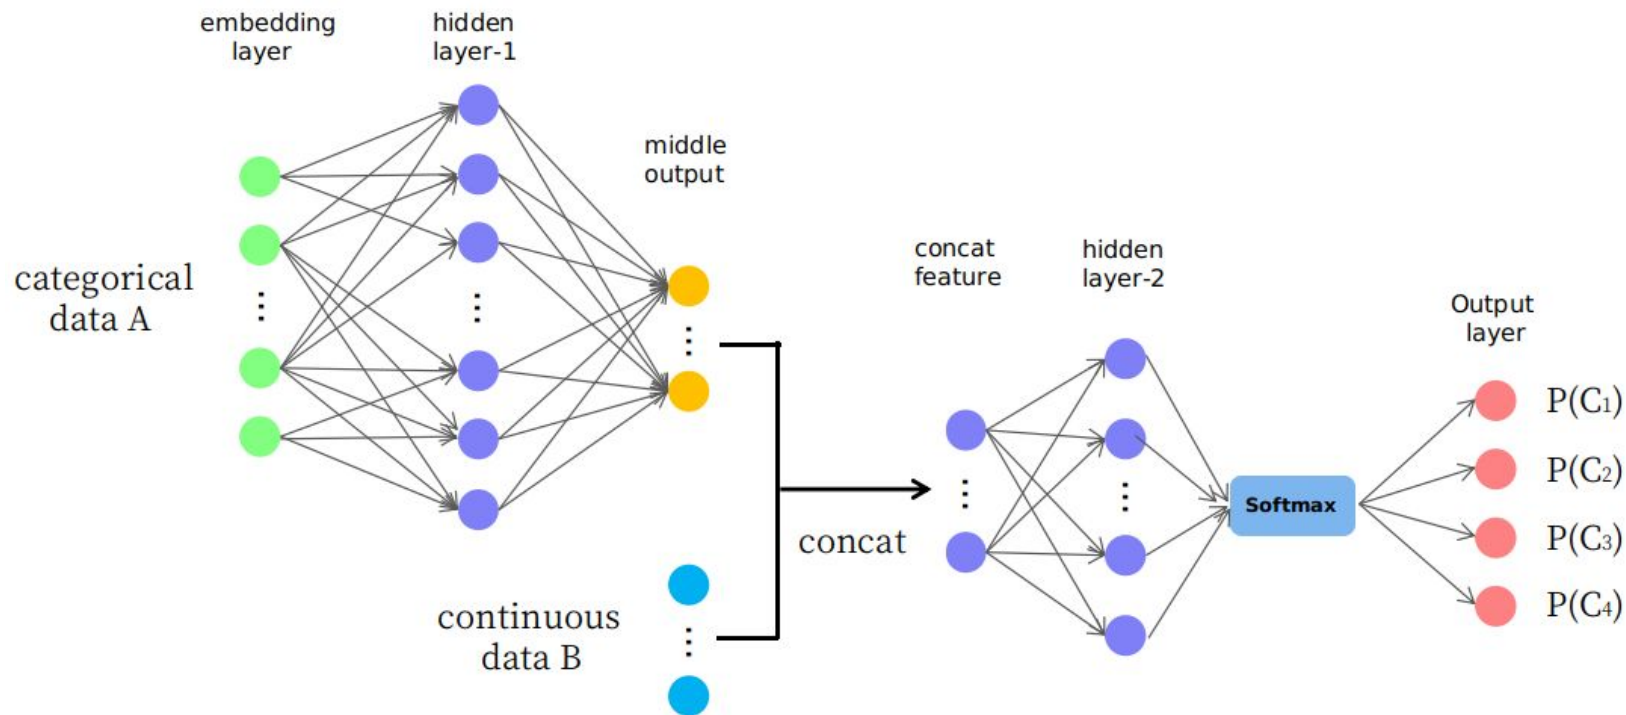 embedding
layer
hidden
layer-1
middle
output
categorical
data A
concat
feature
hidden
layer-2
Output
layer
P(C1)
P(C2)
Softmax
P(C3)
concat
P(C4)
continuous
data B